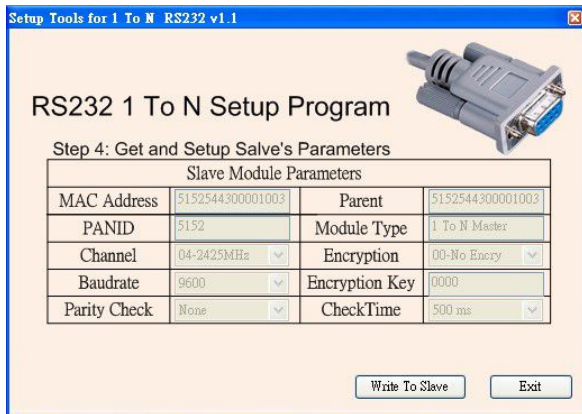 Setup Tools for 1 To N RS232 v1.1
RS232 1 To N Setup Program
Step 4: Get and Setup Salve's Parameters
Slave Module Parameters
MAC Address 5152544300001003 Parent 5152544300001003
PANID 5152 Module Type 1 To N Master
Channel 04-2425MHz Encryption 00-No Encry
Baudrate 9600 Encryption Key 0000
Parity Check None CheckTime 500 ms
Write To Slave Exit